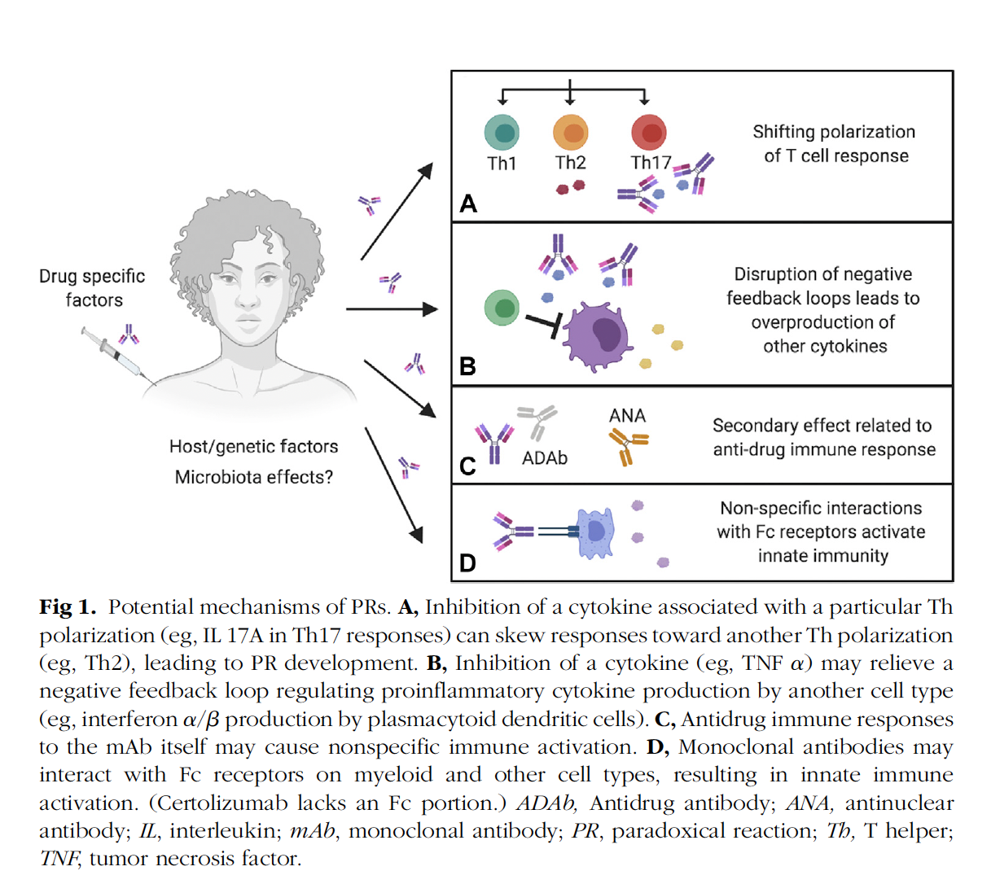 Drug specific
factors
Host/genetic factors
Microbiota effects?
Th1
Th2
Th17
Shifting polarization
of T cell response
A
Disruption of negative
feedback loops leads to
overproduction of
other cytokines
B
ADAb
ANA
Secondary effect related to
anti-drug immune response
C
Non-specific interactions
with Fc receptors activate
innate immunity
D
Fig 1. Potential mechanisms of PRs. A, Inhibition of a cytokine associated with a particular Th
polarization (eg, IL 17A in Th17 responses) can skew responses toward another Th polarization
(eg, Th2), leading to PR development. B, Inhibition of a cytokine (eg, TNF α) may relieve a
negative feedback loop regulating proinflammatory cytokine production by another cell type
(eg, interferon α/β production by plasmacytoid dendritic cells). C, Antidrug immune responses
to the mAb itself may cause nonspecific immune activation. D, Monoclonal antibodies may
interact with Fc receptors on myeloid and other cell types, resulting in innate immune
activation. (Certolizumab lacks an Fc portion.) ADAb, Antidrug antibody; ANA, antinuclear
antibody; IL, interleukin; mAb, monoclonal antibody; PR, paradoxical reaction; Th, T helper;
TNF, tumor necrosis factor.